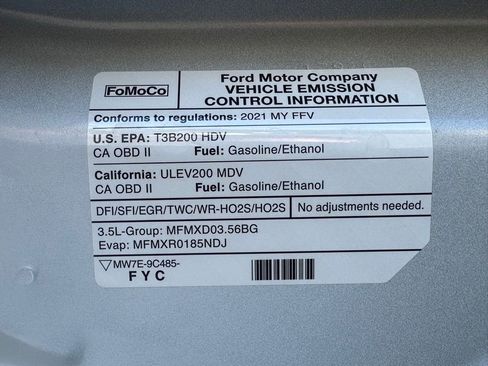 FoMoCo
Ford Motor Company
VEHICLE EMISSION
CONTROL INFORMATION
Conforms to regulations: 2021 MY FFV
U.S. EPA: T3B200 HDV
CA OBD II Fuel: Gasoline/Ethanol
California: ULEV200 MDV
CA OBD II Fuel: Gasoline/Ethanol
DFI/SFI/EGR/TWC/WR-HO2S/HO2S No adjustments needed.
3.5L-Group: MFMXD03.56BG
Evap: MFMXR0185NDJ
MW7E-9C485-
FYC